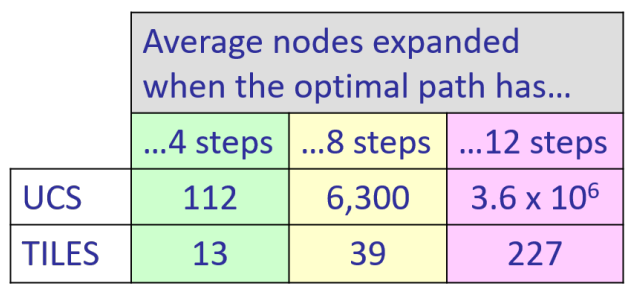 Average nodes expanded
when the optimal path has...
...4 steps ...8 steps ...12 steps
UCS 112 6,300 3.6 x 10⁶
TILES 13 39 227